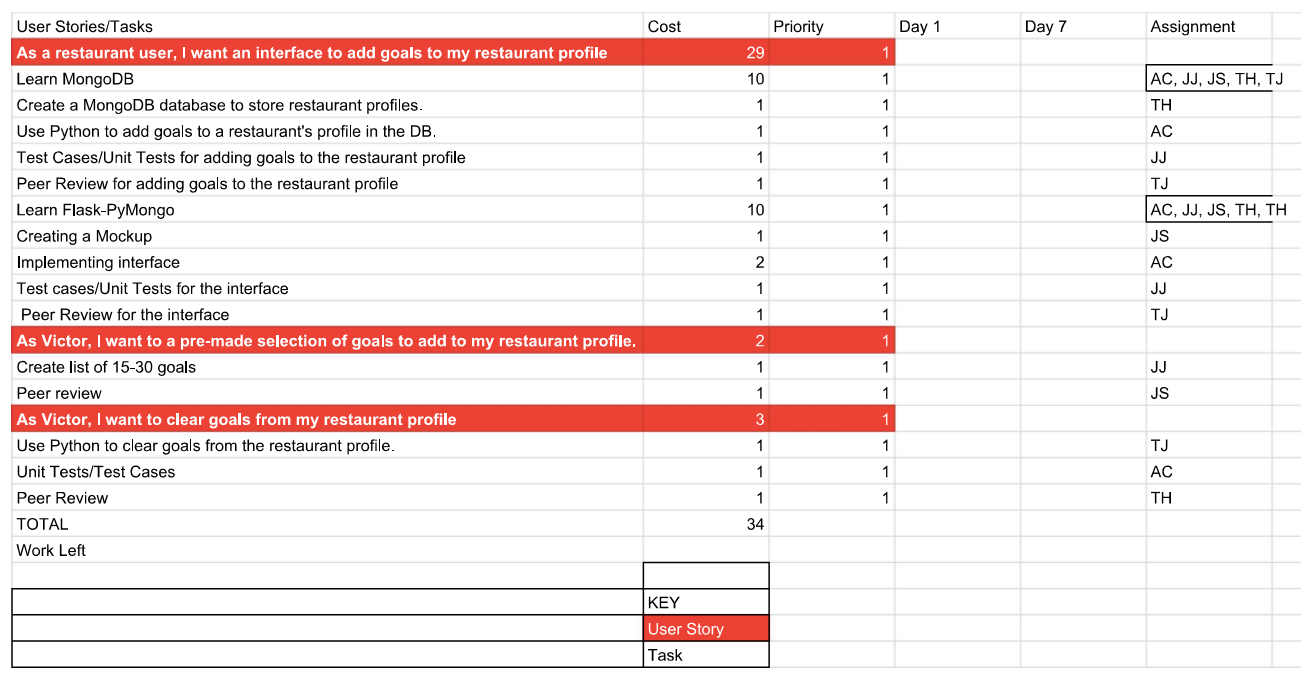 User Stories/Tasks Cost Priority Day 1 Day 7 Assignment
As a restaurant user, I want an interface to add goals to my restaurant profile 29 1
Learn MongoDB 10 1 AC, JJ, JS, TH, TJ
Create a MongoDB database to store restaurant profiles. 1 1 TH
Use Python to add goals to a restaurant's profile in the DB. 1 1 AC
Test Cases/Unit Tests for adding goals to the restaurant profile 1 1 JJ
Peer Review for adding goals to the restaurant profile 1 1 TJ
Learn Flask-PyMongo 10 1 AC, JJ, JS, TH, TH
Creating a Mockup 1 1 JS
Implementing interface 2 1 AC
Test cases/Unit Tests for the interface 1 1 JJ
Peer Review for the interface 1 1 TJ
As Victor, I want to a pre-made selection of goals to add to my restaurant profile. 2 1
Create list of 15-30 goals 1 1 JJ
Peer review 1 1 JS
As Victor, I want to clear goals from my restaurant profile 3 1
Use Python to clear goals from the restaurant profile. 1 1 TJ
Unit Tests/Test Cases 1 1 AC
Peer Review 1 1 TH
TOTAL 34
Work Left
KEY
User Story
Task